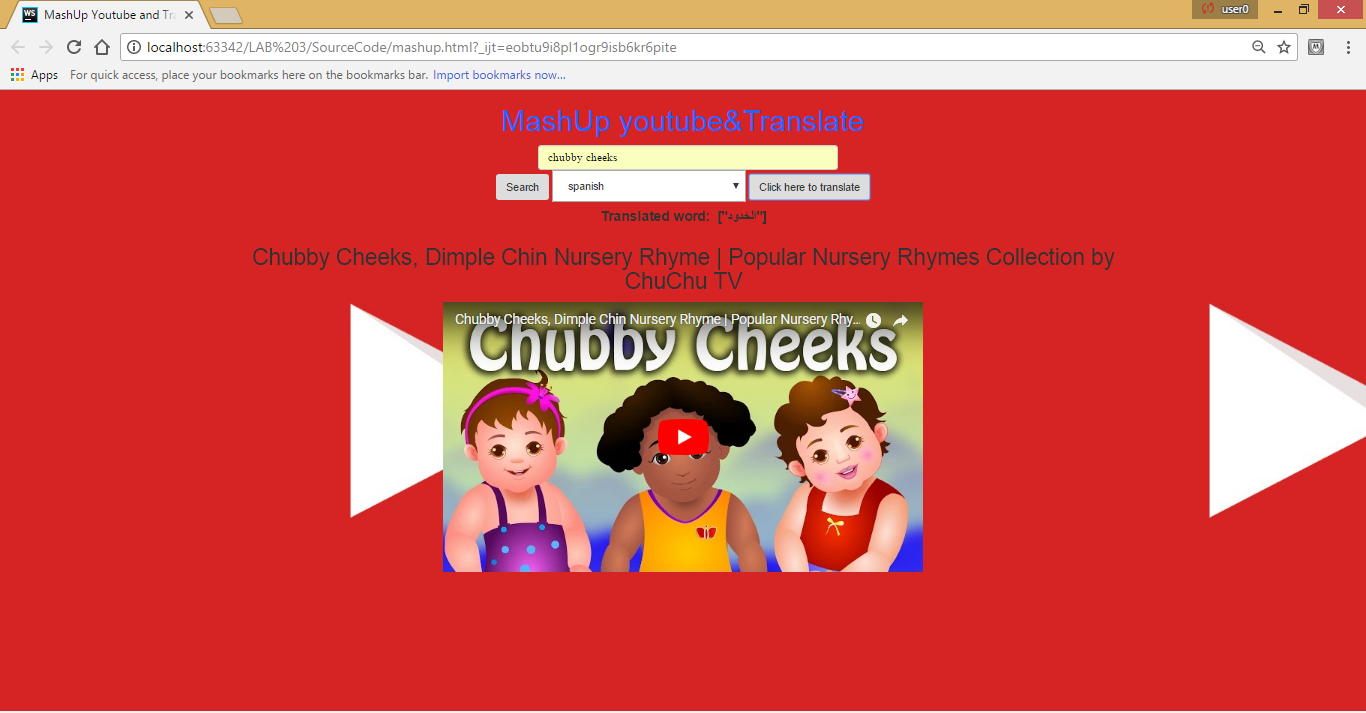 MashUp Youtube and Tra
user0
localhost:63342/LAB%203/SourceCode/mashup.html?_ijt=eobtu9i8pl1ogr9isb6kr6pite
Apps For quick access, place your bookmarks here on the bookmarks bar. Import bookmarks now...
MashUp youtube&Translate
chubby cheeks
Search spanish Click here to translate
Translated word: ["الخدود"]
Chubby Cheeks, Dimple Chin Nursery Rhyme | Popular Nursery Rhymes Collection by
ChuChu TV
Chubby Cheeks, Dimple Chin Nursery Rhyme | Popular Nursery Rhy...
Chubby Cheeks